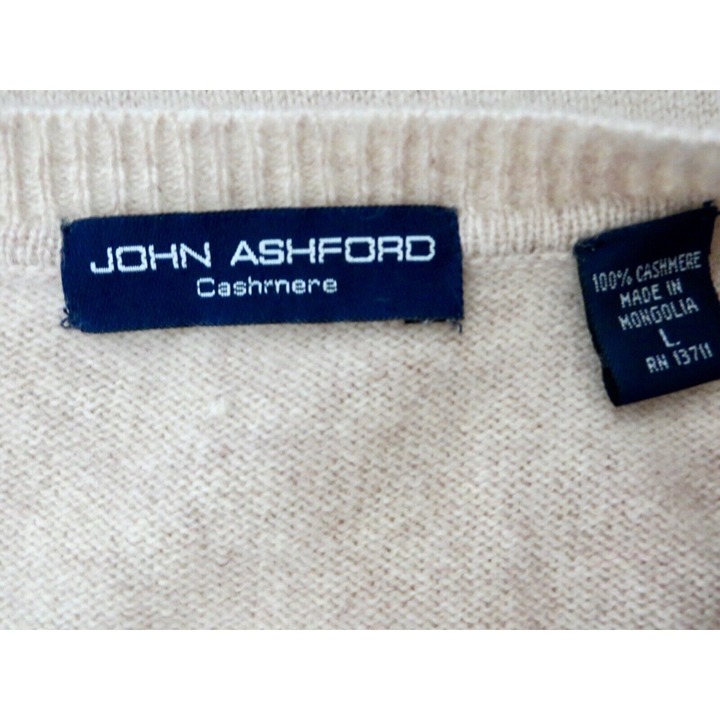 JOHN ASHFORD
Cashmere
100% CASHMERE
MADE IN
MONGOLIA
L
RN 13711